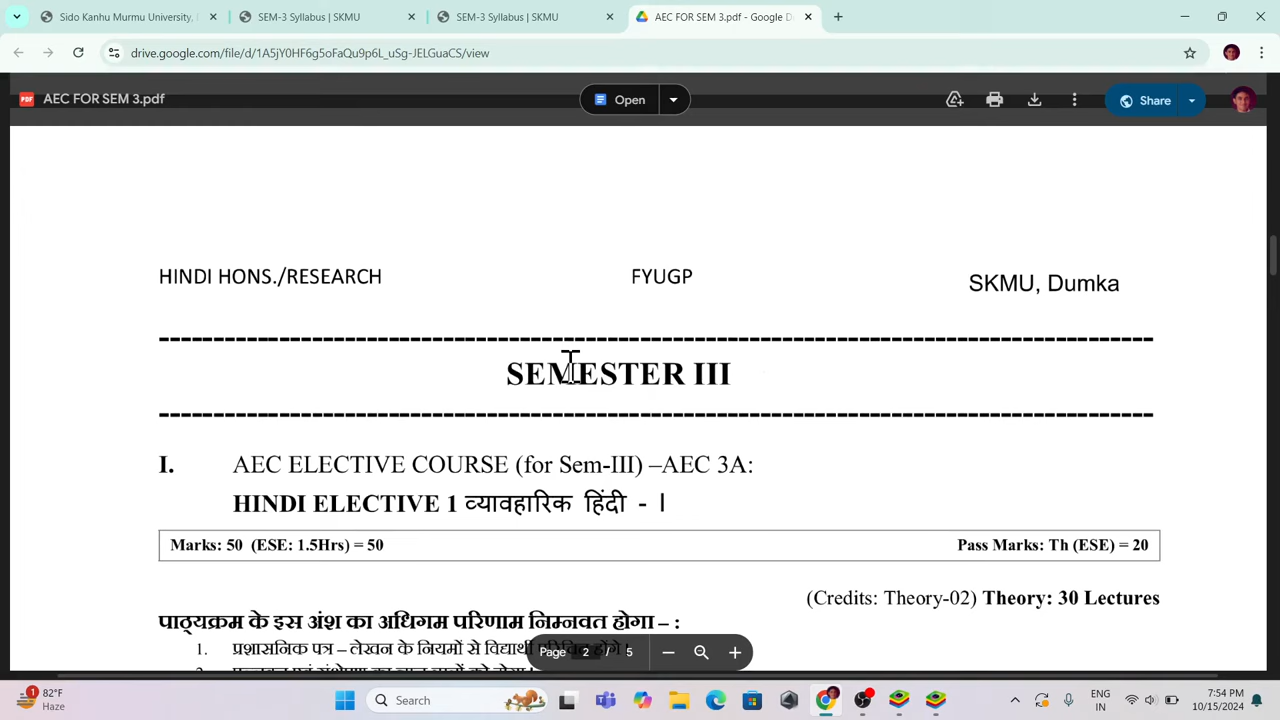 Sido Kanhu Murmu University,
SEM-3 Syllabus | SKMU
SEM-3 Syllabus | SKMU
AEC FOR SEM 3.pdf - Google D
drive.google.com/file/d/1A5jY0HF6g5oFaQu9p6L_uSg-JELGuaCS/view
AEC FOR SEM 3.pdf
Open
Share
HINDI HONS./RESEARCH FYUGP SKMU, Dumka
SEMESTER III
I. AEC ELECTIVE COURSE (for Sem-III) –AEC 3A:
HINDI ELECTIVE 1 व्यावहारिक हिंदी - I
Marks: 50 (ESE: 1.5Hrs) = 50 Pass Marks: Th (ESE) = 20
(Credits: Theory-02) Theory: 30 Lectures
पाठ्यक्रम के इस अंश का अधिगम परिणाम निम्नवत होगा – :
1. प्रशासनिक पत्र – लेखन के नियमों से विद्यार्थी परिचित होंगे।
Page 2 / 5
82°F
Haze
Search
ENG
IN
7:54 PM
10/15/2024